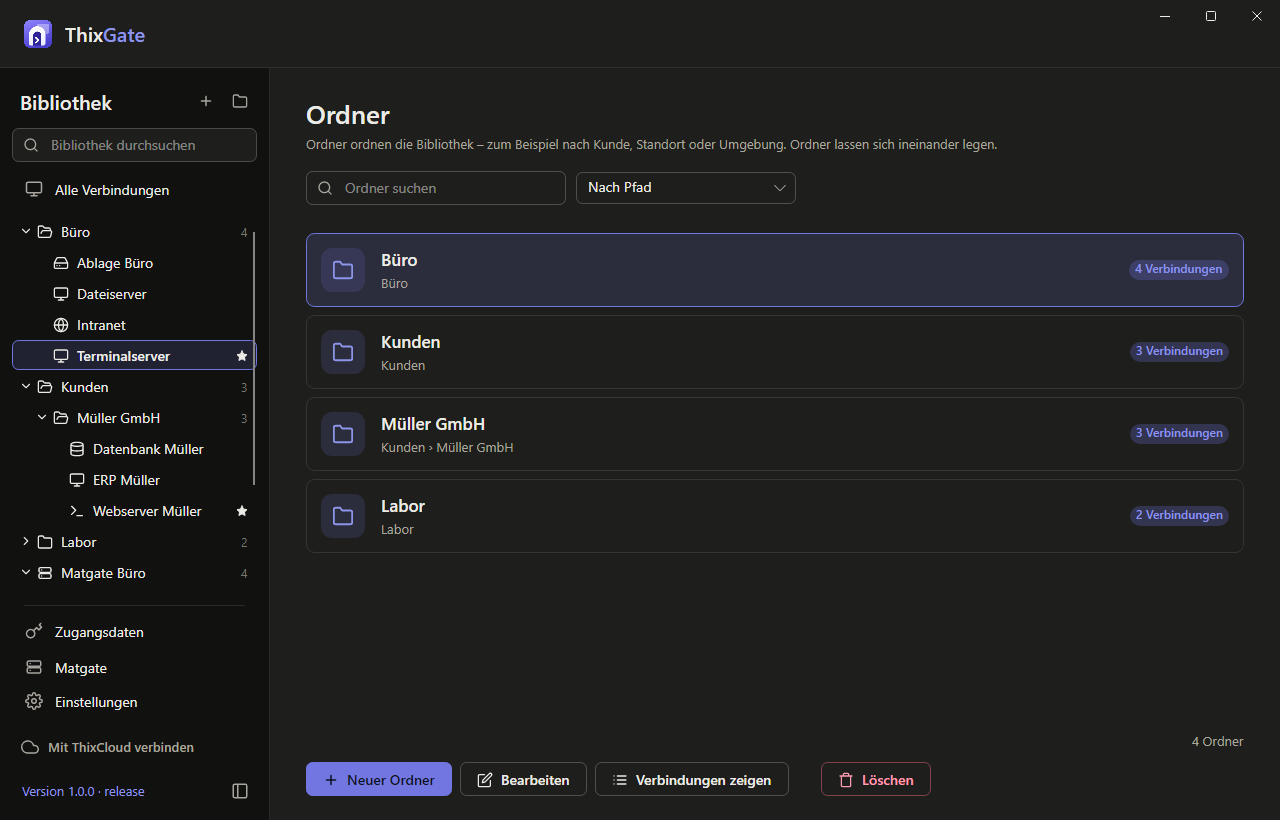 ThixGate
Bibliothek
Bibliothek durchsuchen
Alle Verbindungen
Büro 4
Ablage Büro
Dateiserver
Intranet
Terminalserver
Kunden 3
Müller GmbH 3
Datenbank Müller
ERP Müller
Webserver Müller
Labor 2
Matgate Büro 4
Zugangsdaten
Matgate
Einstellungen
Mit ThixCloud verbinden
Version 1.0.0 · release
Ordner
Ordner ordnen die Bibliothek – zum Beispiel nach Kunde, Standort oder Umgebung. Ordner lassen sich ineinander legen.
Ordner suchen
Nach Pfad
Büro
Büro
4 Verbindungen
Kunden
Kunden
3 Verbindungen
Müller GmbH
Kunden › Müller GmbH
3 Verbindungen
Labor
Labor
2 Verbindungen
4 Ordner
Neuer Ordner
Bearbeiten
Verbindungen zeigen
Löschen